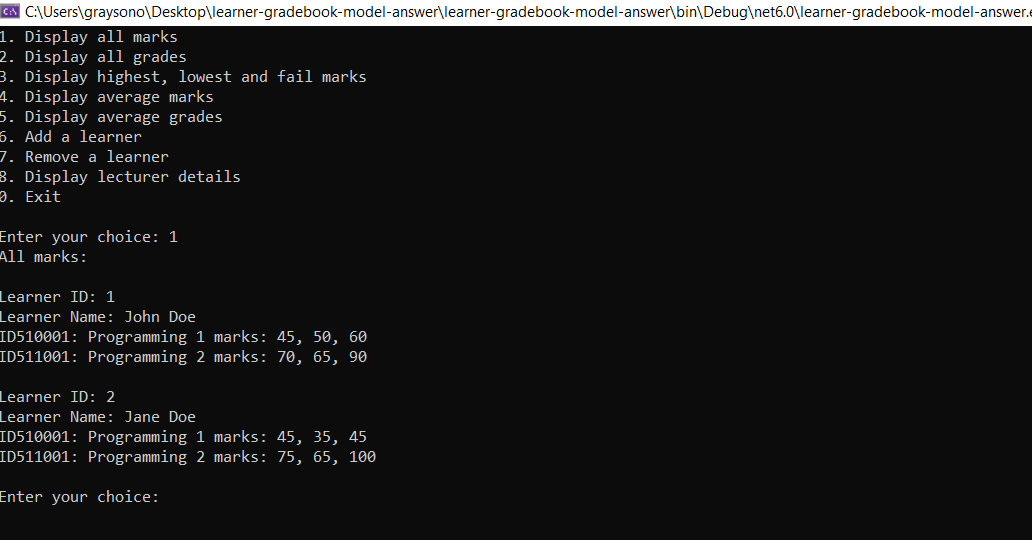 C:\Users\graysono\Desktop\learner-gradebook-model-answer\learner-gradebook-model-answer\bin\Debug\net6.0\learner-gradebook-model-answer.e
1. Display all marks
2. Display all grades
3. Display highest, lowest and fail marks
4. Display average marks
5. Display average grades
6. Add a learner
7. Remove a learner
8. Display lecturer details
0. Exit
Enter your choice: 1
All marks:
Learner ID: 1
Learner Name: John Doe
ID510001: Programming 1 marks: 45, 50, 60
ID511001: Programming 2 marks: 70, 65, 90
Learner ID: 2
Learner Name: Jane Doe
ID510001: Programming 1 marks: 45, 35, 45
ID511001: Programming 2 marks: 75, 65, 100
Enter your choice: